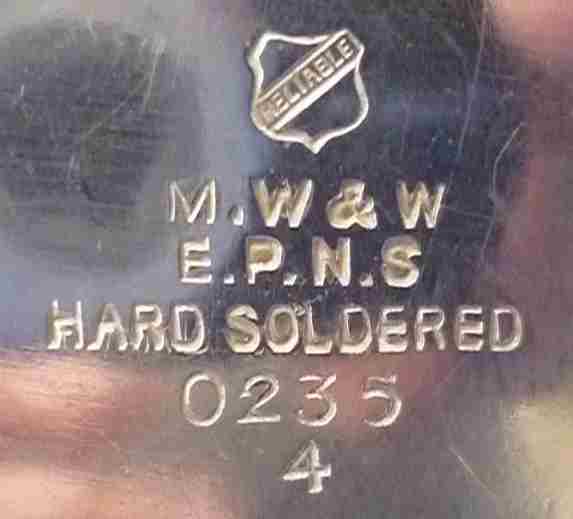 RELIABLE
M.W & W
E.P.N.S
HARD SOLDERED
0235
4